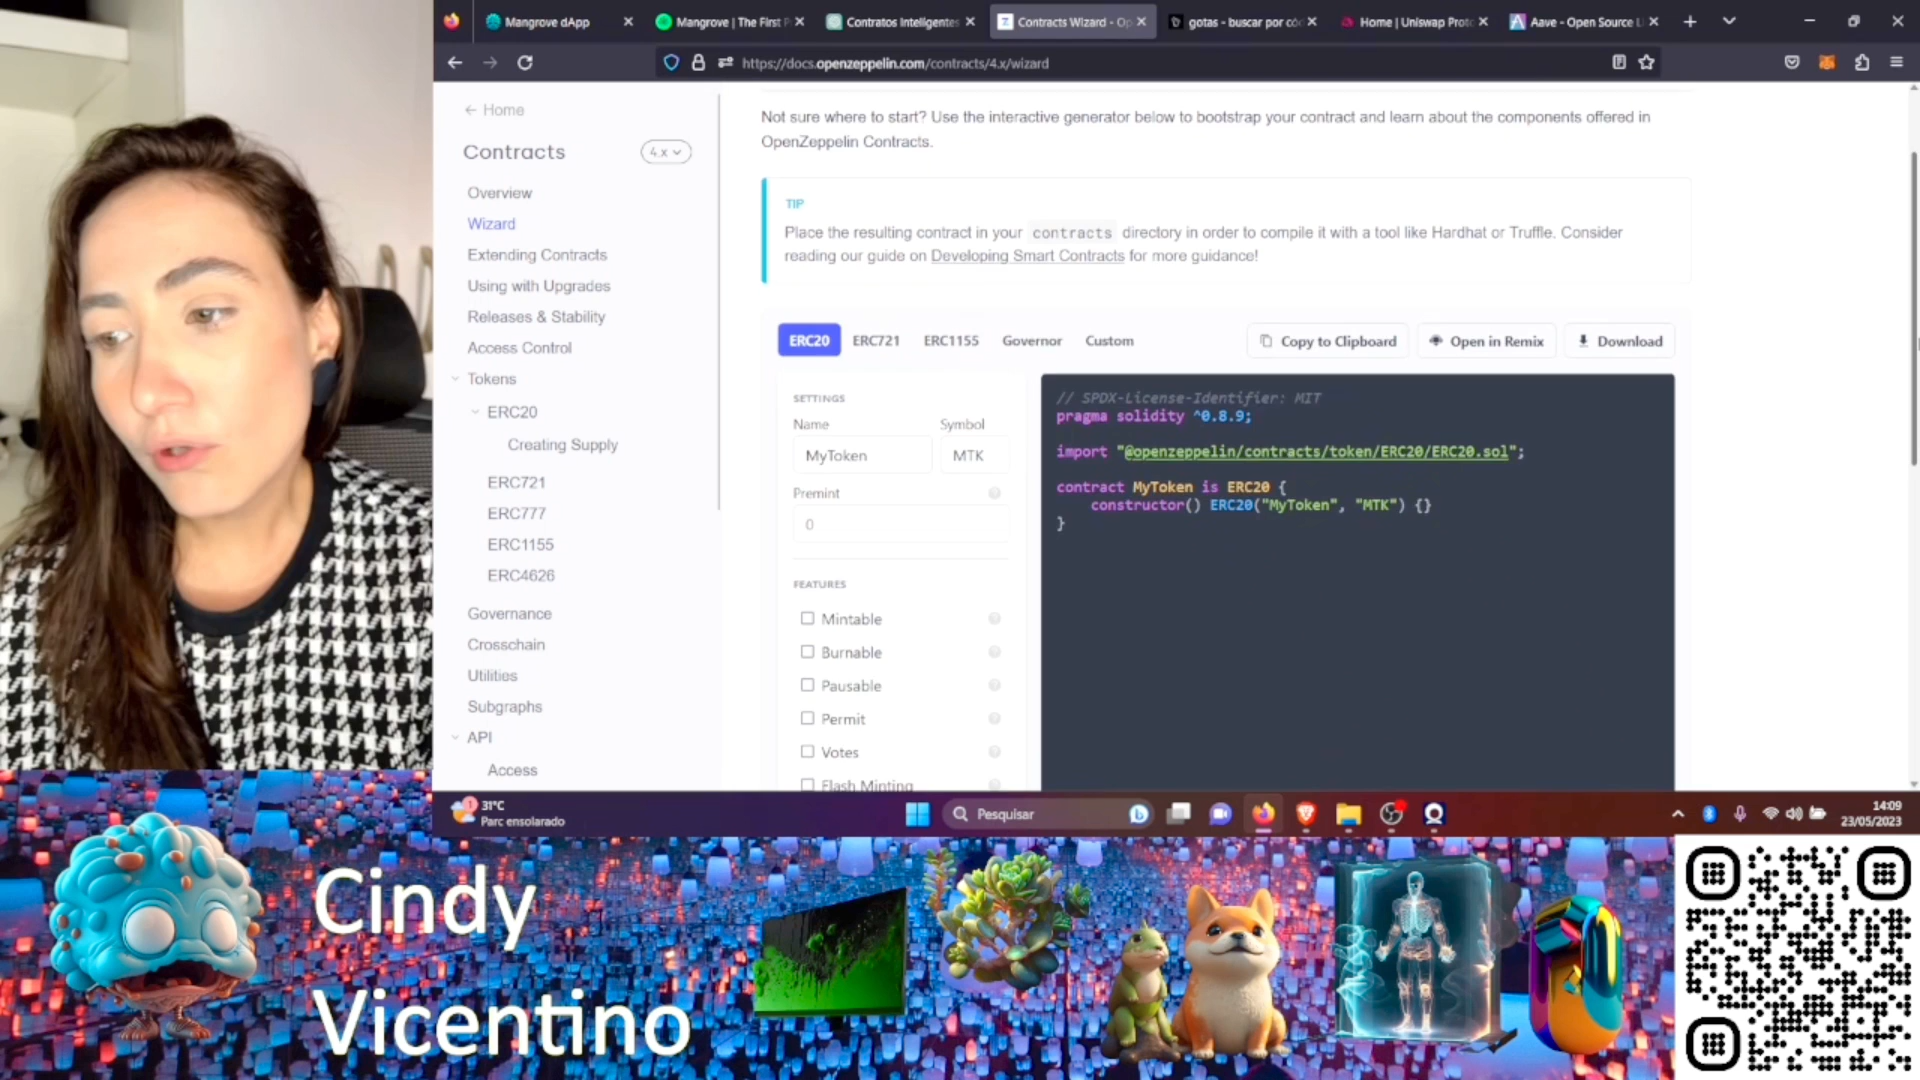 Mangrove dApp
Mangrove | The First P
Contratos Inteligentes
Contracts Wizard - Op
gotas - buscar por có
Home | Uniswap Proto
Aave - Open Source Li
https://docs.openzeppelin.com/contracts/4.x/wizard
← Home
Contracts
4.x
Overview
Wizard
Extending Contracts
Using with Upgrades
Releases & Stability
Access Control
Tokens
ERC20
Creating Supply
ERC721
ERC777
ERC1155
ERC4626
Governance
Crosschain
Utilities
Subgraphs
API
Access
Not sure where to start? Use the interactive generator below to bootstrap your contract and learn about the components offered in
OpenZeppelin Contracts.
TIP
Place the resulting contract in your contracts directory in order to compile it with a tool like Hardhat or Truffle. Consider
reading our guide on Developing Smart Contracts for more guidance!
ERC20 ERC721 ERC1155 Governor Custom
Copy to Clipboard
Open in Remix
Download
SETTINGS
Name Symbol
MyToken MTK
Premint
0
FEATURES
Mintable
Burnable
Pausable
Permit
Votes
Flash Minting
// SPDX-License-Identifier: MIT
pragma solidity ^0.8.9;
import "@openzeppelin/contracts/token/ERC20/ERC20.sol";
contract MyToken is ERC20 {
constructor() ERC20("MyToken", "MTK") {}
}
1
31°C
Parc ensolarado
Pesquisar
14:09
23/05/2023
Cindy
Vicentino